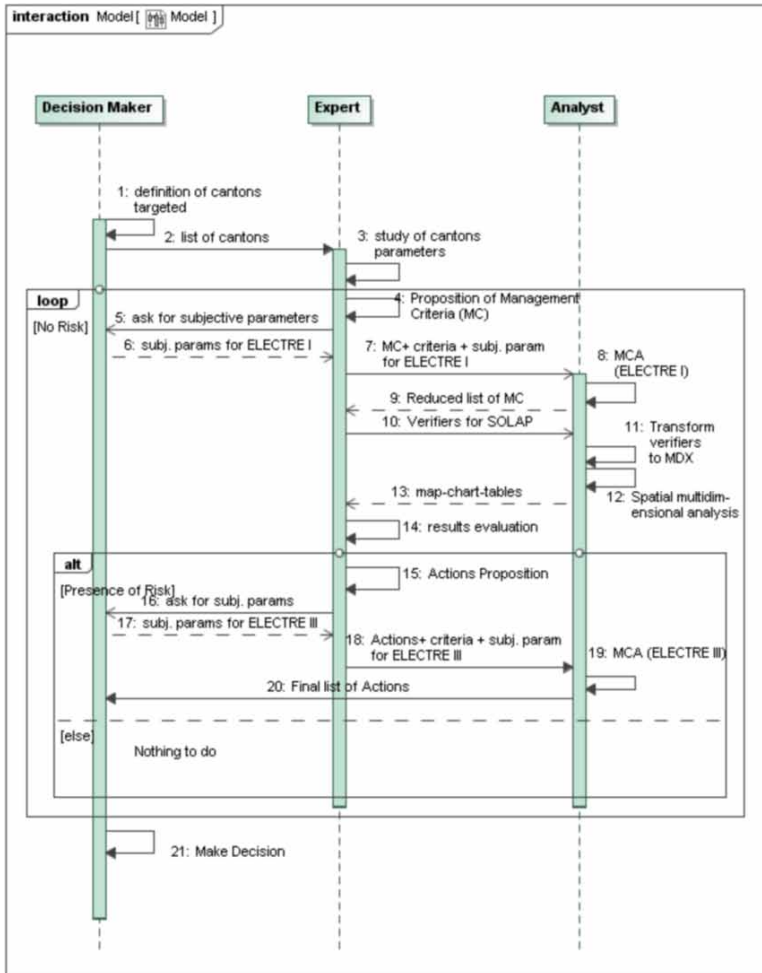 interaction Model[ Model ]
Decision Maker
Expert
Analyst
1: definition of cantons
targeted
2: list of cantons
3: study of cantons
parameters
loop
[No Risk]
4: Proposition of Management
Criteria (MC)
5: ask for subjective parameters
6: subj. params for ELECTRE I
7: MC+ criteria + subj. param
for ELECTRE I
8: MCA
(ELECTRE I)
9: Reduced list of MC
10: Verifiers for SOLAP
11: Transform
verifiers
to MDX
12: Spatial multidim-
ensional analysis
13: map-chart-tables
14: results evaluation
alt
[Presence of Risk]
15: Actions Proposition
16: ask for subj. params
17: subj. params for ELECTRE III
18: Actions+ criteria + subj. param
for ELECTRE III
19: MCA (ELECTRE III)
20: Final list of Actions
[else]
Nothing to do
21: Make Decision